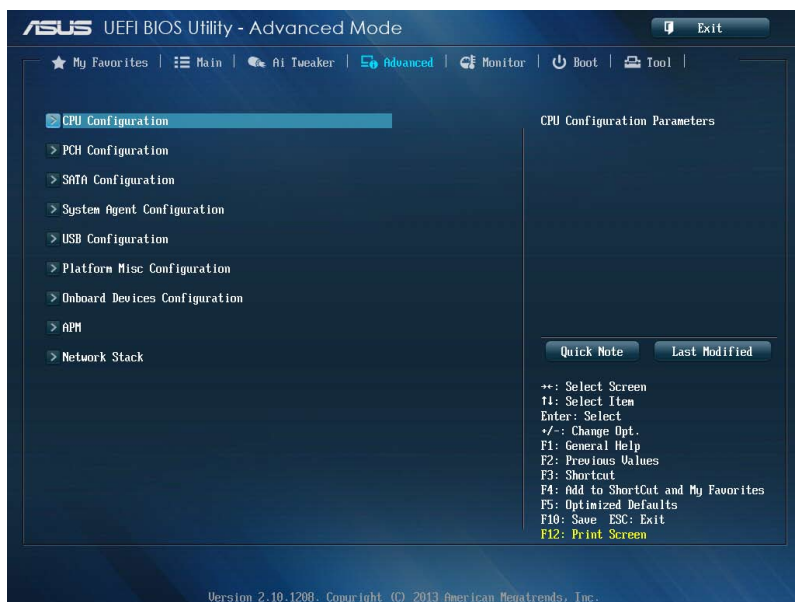 ASUS UEFI BIOS Utility - Advanced Mode
Exit
My Favorites | Main | Ai Tweaker | Advanced | Monitor | Boot | Tool |
> CPU Configuration
> PCH Configuration
> SATA Configuration
> System Agent Configuration
> USB Configuration
> Platform Misc Configuration
> Onboard Devices Configuration
> APM
> Network Stack
CPU Configuration Parameters
Quick Note
Last Modified
→←: Select Screen
↑↓: Select Item
Enter: Select
+/-: Change Opt.
F1: General Help
F2: Previous Values
F3: Shortcut
F4: Add to ShortCut and My Favorites
F5: Optimized Defaults
F10: Save ESC: Exit
F12: Print Screen
Version 2.10.1208. Copyright (C) 2013 American Megatrends, Inc.